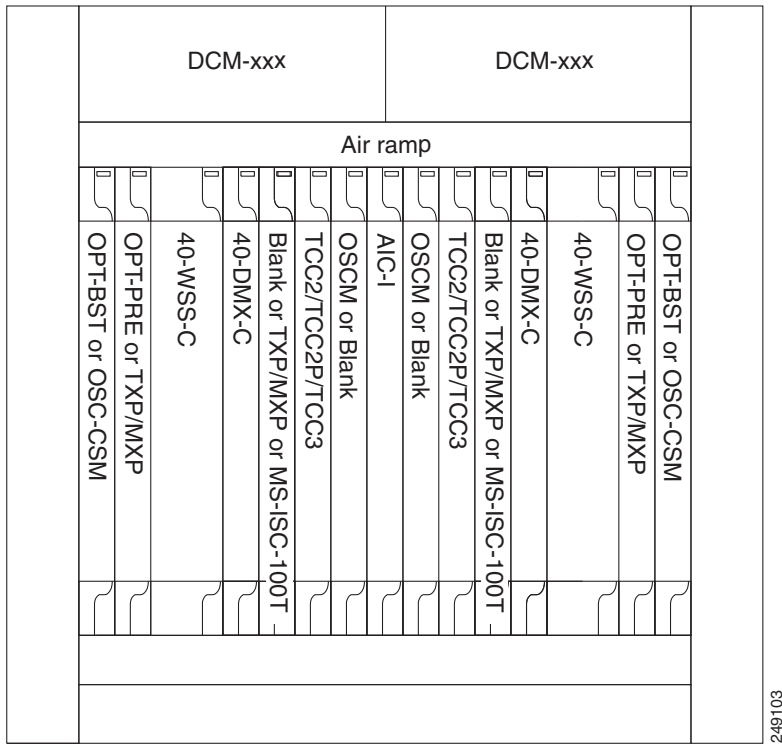 DCM-xxx
DCM-xxx
Air ramp
OPT-BST or OSC-CSM
OPT-PRE or TXP/MXP
40-WSS-C
40-DMX-C
Blank or TXP/MXP or MS-ISC-100T
TCC2/TCC2P/TCC3
OSCM or Blank
AIC-I
OSCM or Blank
TCC2/TCC2P/TCC3
Blank or TXP/MXP or MS-ISC-100T
40-DMX-C
40-WSS-C
OPT-PRE or TXP/MXP
OPT-BST or OSC-CSM
249103